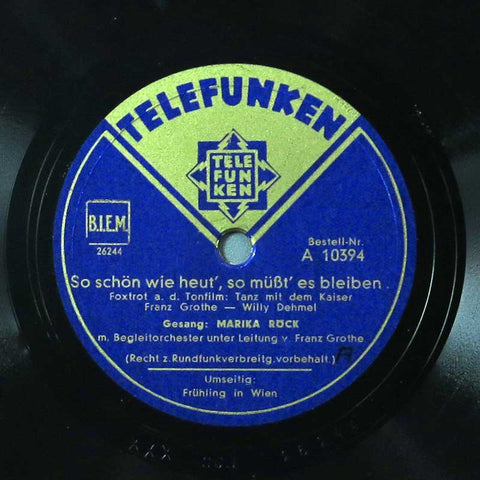 TELEFUNKEN
TELE
FUN
KEN
B.I.E.M.
26244
Bestell-Nr.
A 10394
So schön wie heut', so müßt' es bleiben.
Foxtrot a. d. Tonfilm: Tanz mit dem Kaiser
Franz Grothe — Willy Dehmel
Gesang: MARIKA RÖCK
m. Begleitorchester unter Leitung v Franz Grothe
(Recht z. Rundfunkverbreitg. vorbehalt.)
Umseitig:
Frühling in Wien